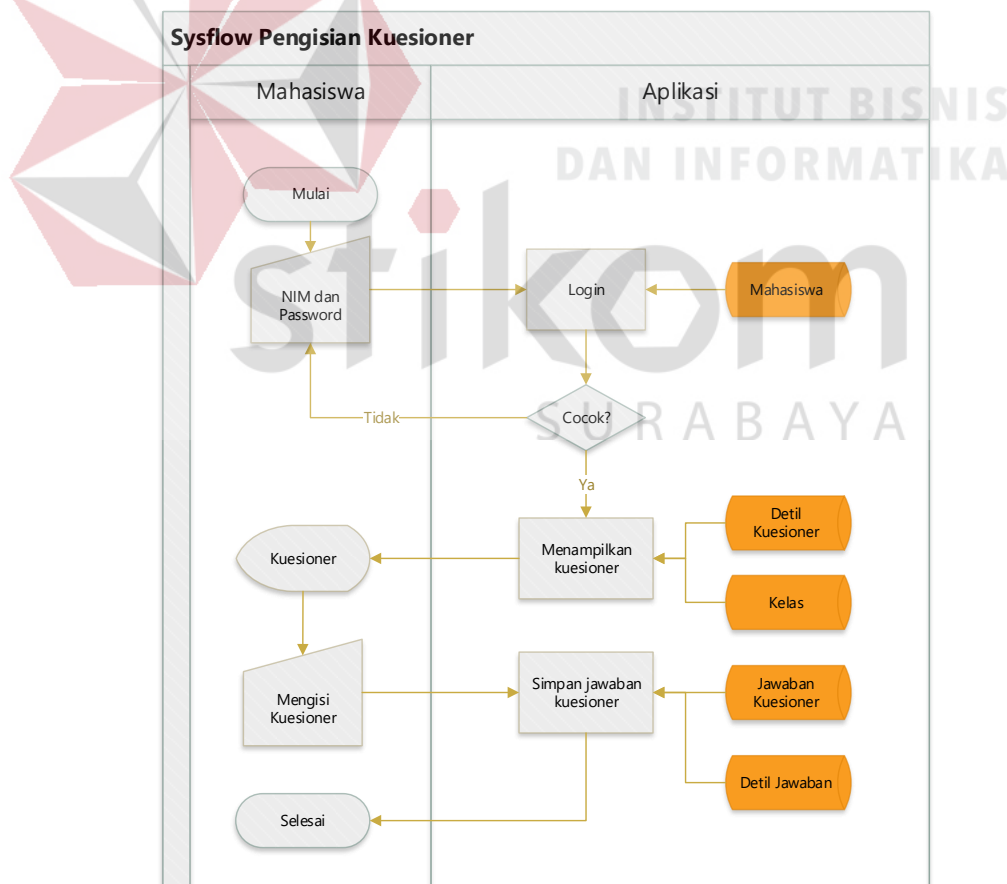 Sysflow Pengisian Kuesioner
Mahasiswa
Aplikasi
INSTITUT BISNIS
DAN INFORMATIKA
stikom
SURABAYA
Mulai
NIM dan
Password
Login
Mahasiswa
Cocok?
Tidak
Ya
Kuesioner
Menampilkan
kuesioner
Detil
Kuesioner
Kelas
Mengisi
Kuesioner
Simpan jawaban
kuesioner
Jawaban
Kuesioner
Detil Jawaban
Selesai